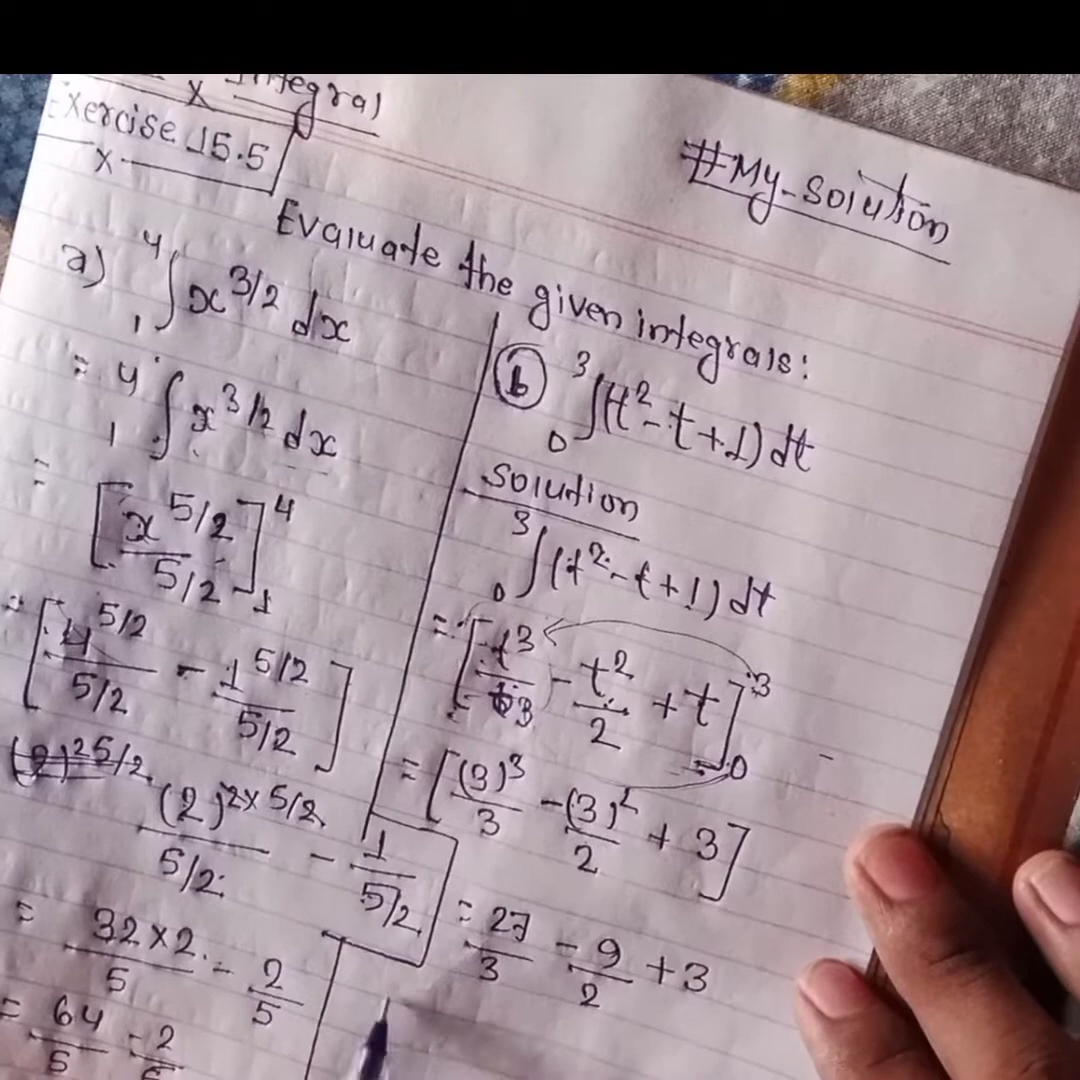 Integral
Exercise 15.5
#My-Solution
Evaluate the given integrals:
a) ₁⁴∫x^3/2 dx
= ₁⁴∫x^3/2 dx
= [x^5/2 / 5/2]₁⁴
= [4^5/2 / 5/2 - 1^5/2 / 5/2]
(2)^2×5/2 / 5/2 - 1 / 5/2
= 32×2 / 5 - 2/5
= 64/5 - 2/5
(b) ₀³∫(t² - t + 1) dt
Solution
₀³∫(t² - t + 1) dt
= [t³/3 - t²/2 + t]₀³
= [(3)³/3 - (3)²/2 + 3]
= 27/3 - 9/2 + 3